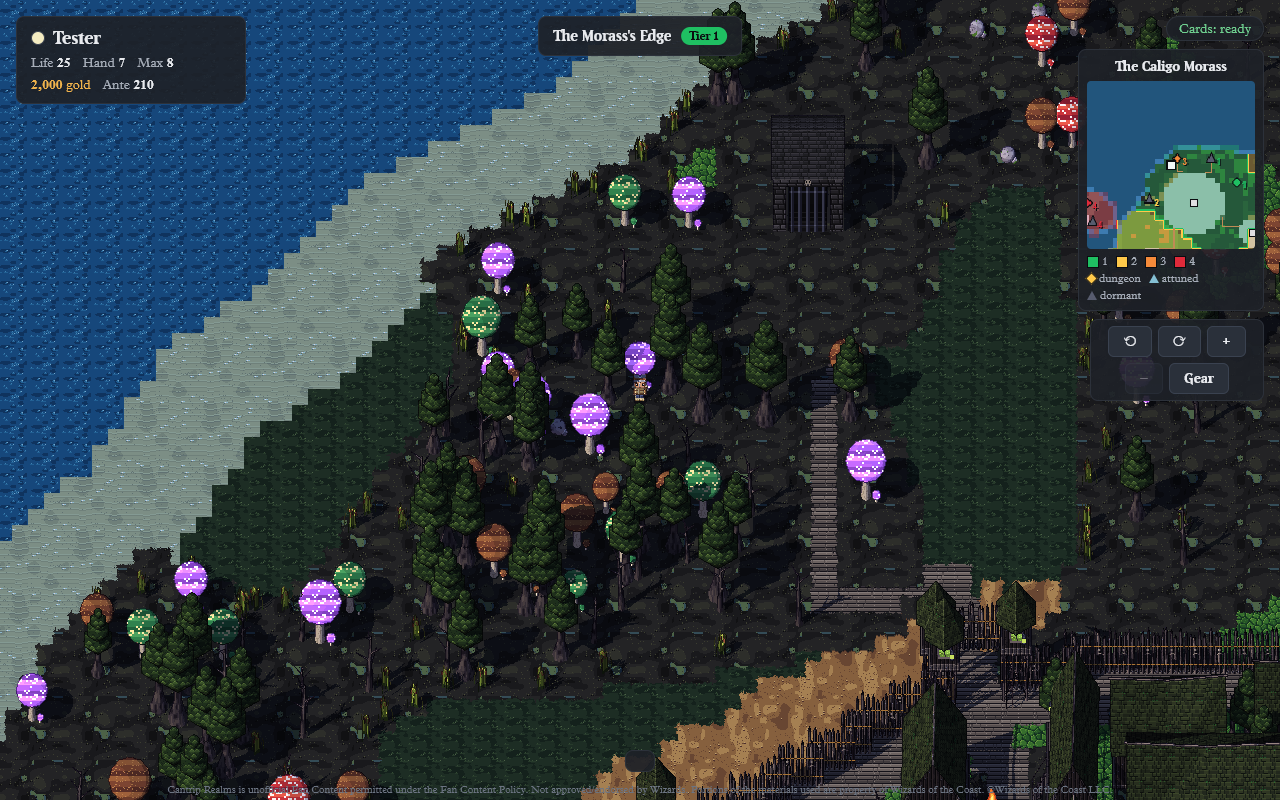 Tester
Life 25 Hand 7 Max 8
2,000 gold Ante 210
The Morass's Edge Tier 1
Cards: ready
The Caligo Morass
1 2 3 4
dungeon attuned
dormant
+
Gear
Cantrip Realms is unofficial Fan Content permitted under the Fan Content Policy. Not approved/endorsed by Wizards. Portions of the materials used are property of Wizards of the Coast. ©Wizards of the Coast LLC.